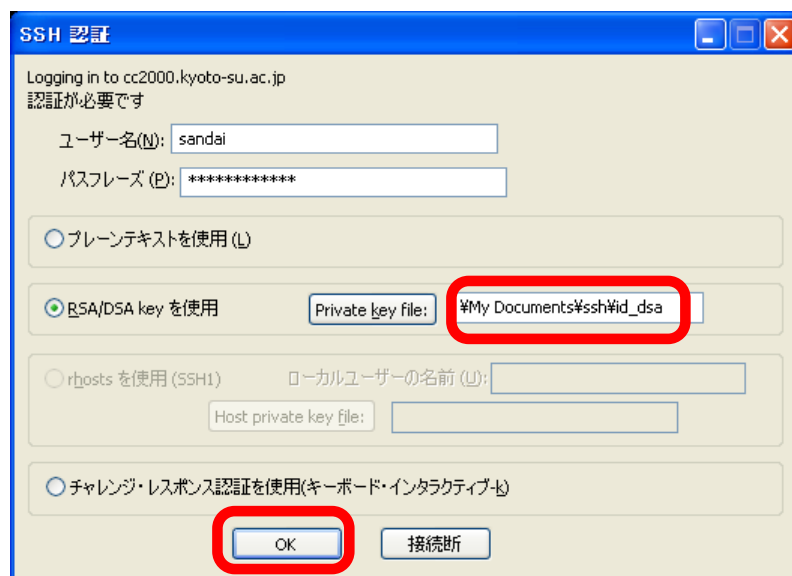 SSH 認証
Logging in to cc2000.kyoto-su.ac.jp
認証が必要です
ユーザー名(N): sandai
パスフレーズ (P): ************
プレーンテキストを使用 (L)
RSA/DSA key を使用 Private key file: ¥My Documents¥ssh¥id_dsa
rhosts を使用 (SSH1) ローカルユーザーの名前 (U):
Host private key file:
チャレンジ・レスポンス認証を使用(キーボード・インタラクティブ-k)
OK 接続断